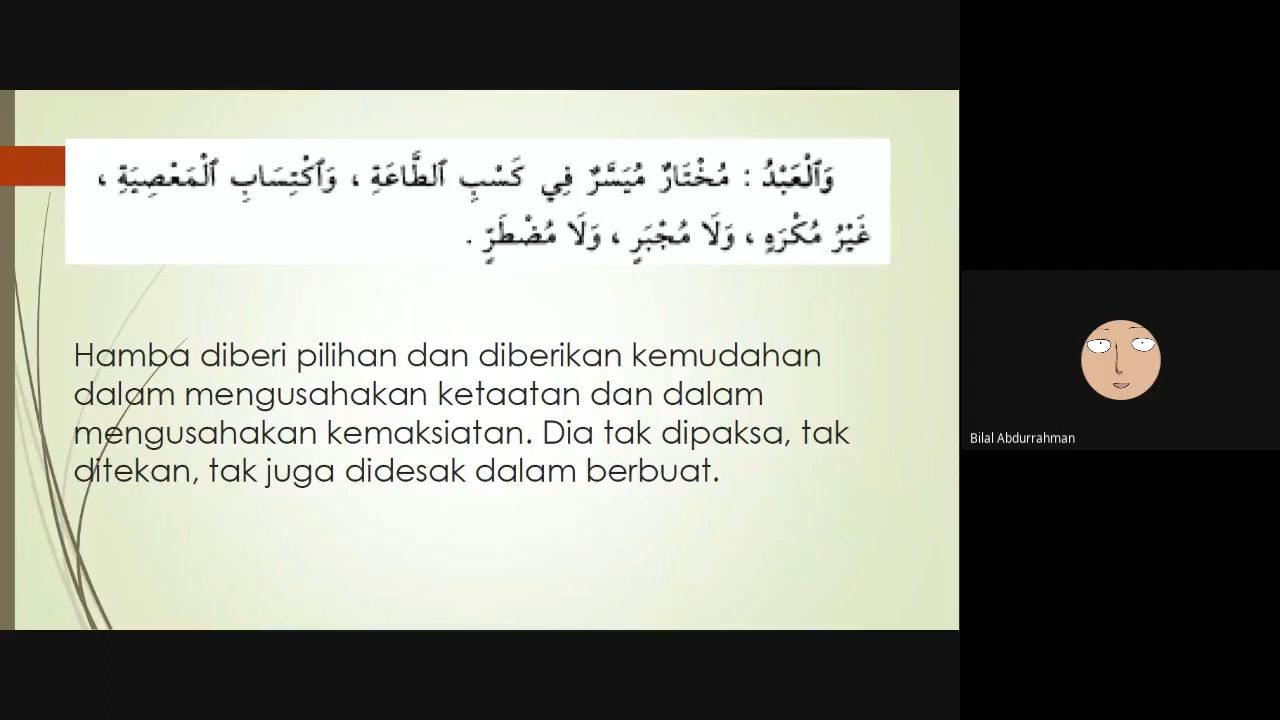 وَٱلْعَبْدُ : مُخْتَارٌ مُيَسَّرٌ فِي كَسْبِ ٱلطَّاعَةِ ، وَٱكْتِسَابِ ٱلْمَعْصِيَةِ ،
غَيْرُ مُكْرَهٍ ، وَلَا مُجْبَرٍ ، وَلَا مُضْطَرٍّ .
Hamba diberi pilihan dan diberikan kemudahan
dalam mengusahakan ketaatan dan dalam
mengusahakan kemaksiatan. Dia tak dipaksa, tak
ditekan, tak juga didesak dalam berbuat.
Bilal Abdurrahman